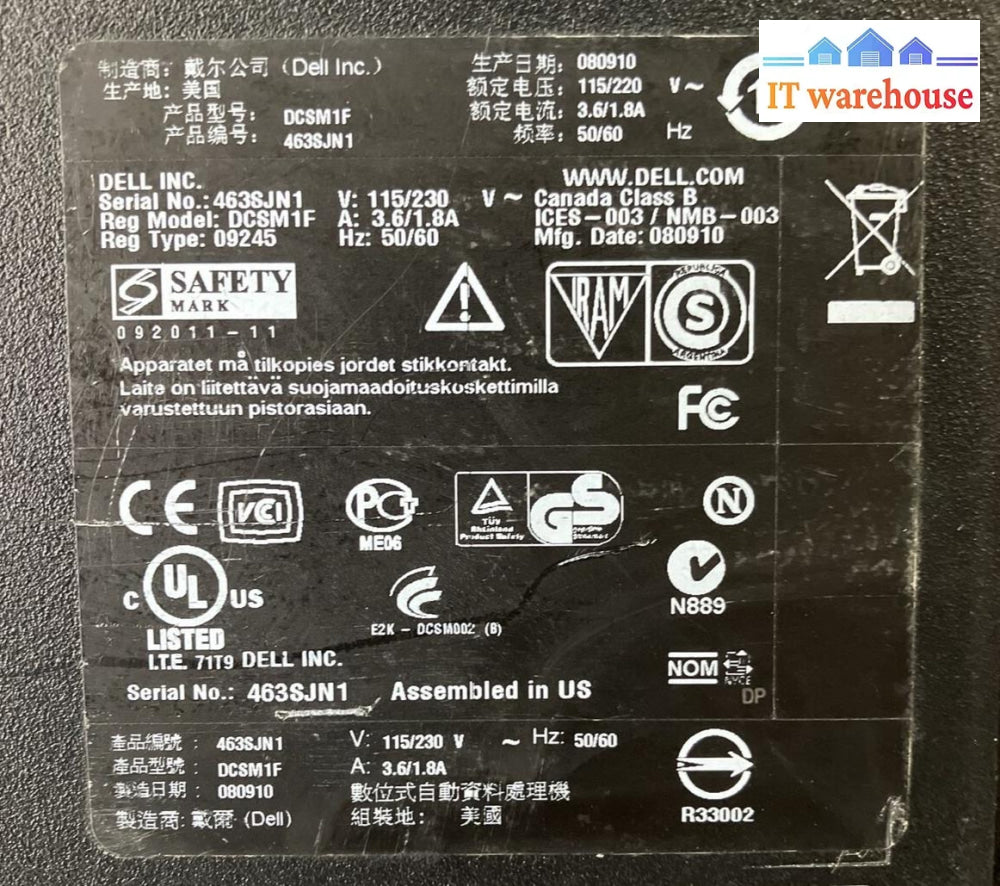 IT warehouse
制造商: 戴尔公司 (Dell Inc.)
生产地: 美国
产品型号: DCSM1F
产品编号: 463SJN1
生产日期: 080910
额定电压: 115/220 V~
额定电流: 3.6/1.8A
频率: 50/60 Hz
DELL INC. WWW.DELL.COM
Serial No.: 463SJN1 V: 115/230 V ~ Canada Class B
Reg Model: DCSM1F A: 3.6/1.8A ICES-003 / NMB-003
Reg Type: 09245 Hz: 50/60 Mfg. Date: 080910
SAFETY
MARK
092011-11
IRAM
REPUBLICA
S
ARGENTINA
Apparatet må tilkopies jordet stikkontakt.
Laite on liitettävä suojamaadoituskoskettimilla
varustettuun pistorasiaan.
FC
CE
VCI
PCT
ME06
TÜV
Rheinland
Product Safety
GS
N
C UL US
LISTED
I.T.E. 71T9 DELL INC.
E2K - DCSM002 (B)
N889
NOM
NYCE
DP
Serial No.: 463SJN1 Assembled in US
產品編號: 463SJN1 V: 115/230 V ~ Hz: 50/60
產品型號: DCSM1F A: 3.6/1.8A
製造日期: 080910 數位式自動資料處理機
製造商: 戴爾 (Dell) 組裝地: 美國
R33002